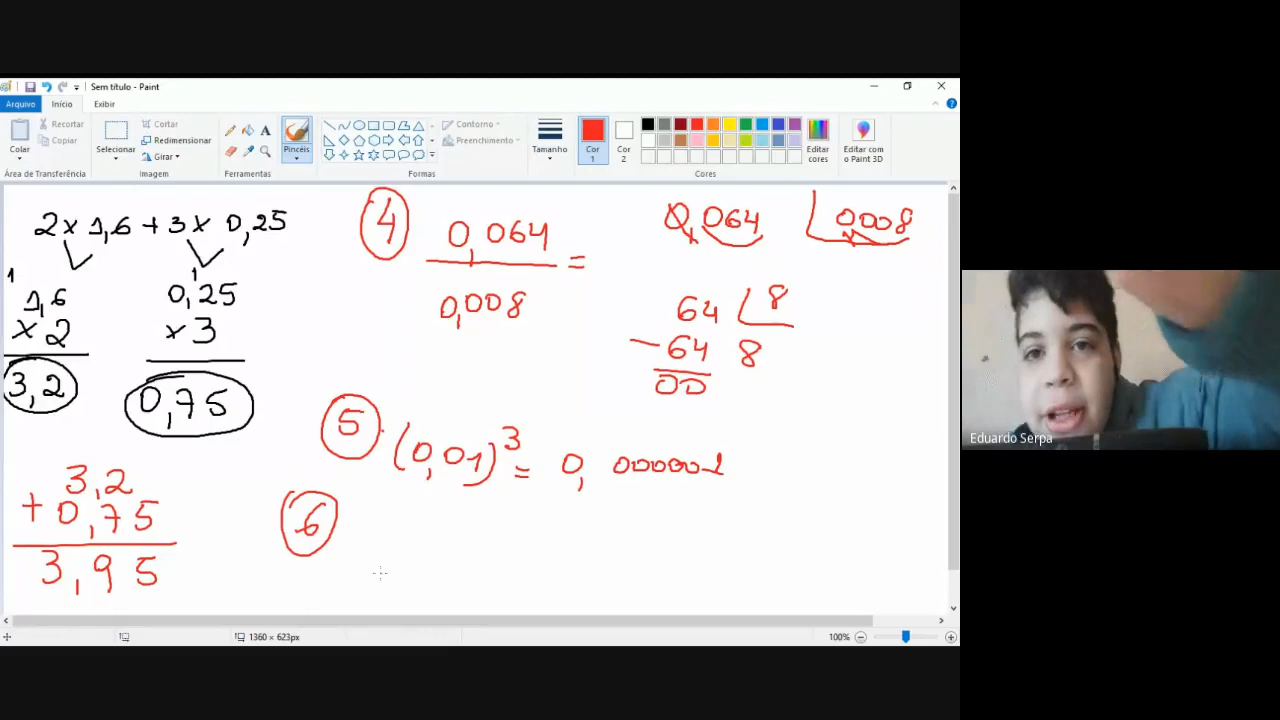 Sem título - Paint
Arquivo Início Exibir
Colar
Recortar
Copiar
Área de Transferência
Selecionar
Cortar
Redimensionar
Girar
Imagem
A
Ferramentas
Pincéis
Contorno
Preenchimento
Formas
Tamanho
Cor 1
Cor 2
Editar cores
Editar com o Paint 3D
Cores
2 x 1,6 + 3 x 0,25
1
1,6
x 2
3,2
1
0,25
x 3
0,75
3,2
+ 0,75
3,95
4
0,064
=
0,008
0,064 0,008
64 8
- 64 8
00
5 (0,01)³ = 0,000001
6
Eduardo Serpa
1360 × 623px
100%